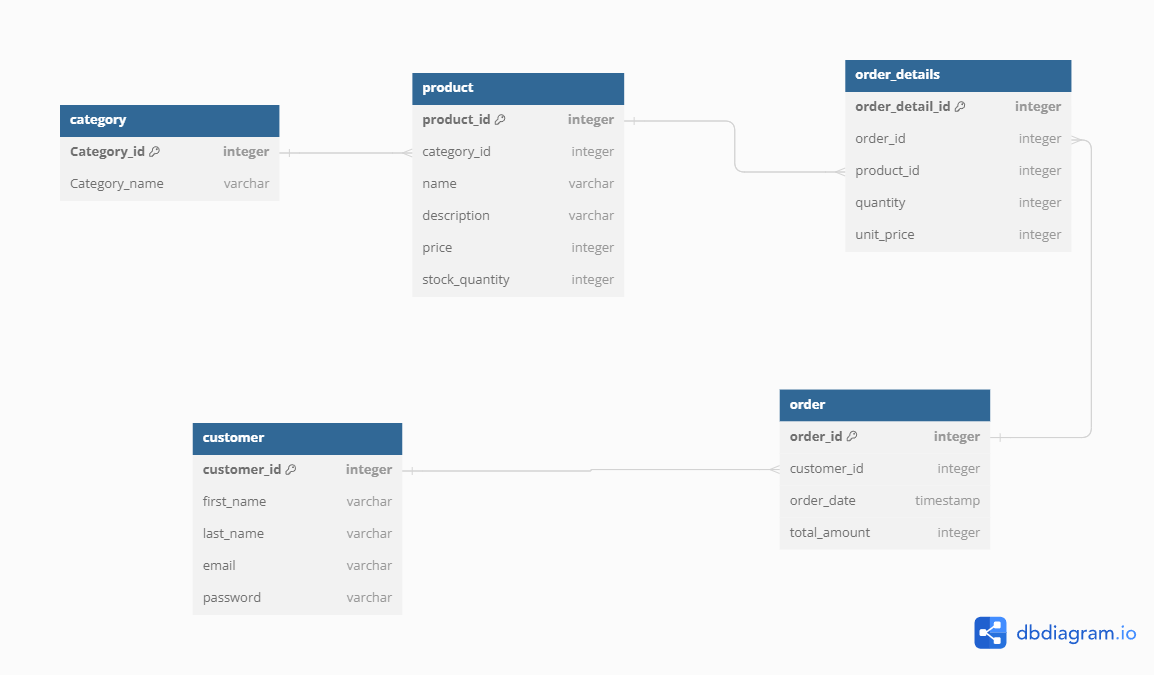 category
Category_id integer
Category_name varchar
product
product_id integer
category_id integer
name varchar
description varchar
price integer
stock_quantity integer
order_details
order_detail_id integer
order_id integer
product_id integer
quantity integer
unit_price integer
customer
customer_id integer
first_name varchar
last_name varchar
email varchar
password varchar
order
order_id integer
customer_id integer
order_date timestamp
total_amount integer
dbdiagram.io